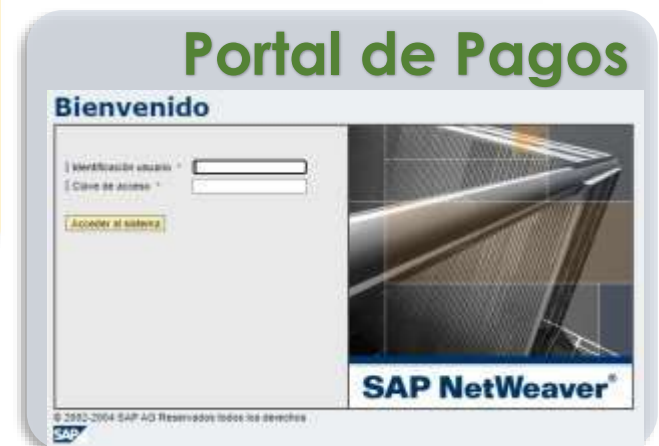 Portal de Pagos
Bienvenido
Identificación usuario *
Clave de acceso *
Acceder al sistema
SAP NetWeaver®
© 2002-2004 SAP AG Reservados todos los derechos
SAP